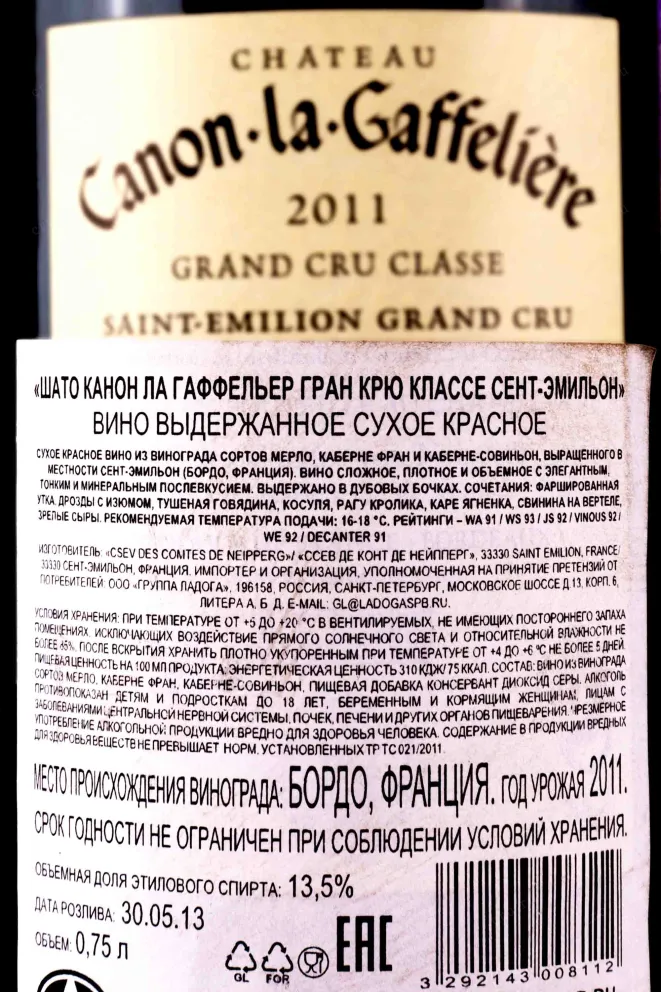 CHATEAU
Canon·la·Gaffelière
2011
GRAND CRU CLASSE
SAINT-EMILION GRAND CRU
«ШАТО КАНОН ЛА ГАФФЕЛЬЕР ГРАН КРЮ КЛАССЕ СЕНТ-ЭМИЛЬОН»
ВИНО ВЫДЕРЖАННОЕ СУХОЕ КРАСНОЕ
СУХОЕ КРАСНОЕ ВИНО ИЗ ВИНОГРАДА СОРТОВ МЕРЛО, КАБЕРНЕ ФРАН И КАБЕРНЕ-СОВИНЬОН, ВЫРАЩЕННОГО В
МЕСТНОСТИ СЕНТ-ЭМИЛЬОН (БОРДО, ФРАНЦИЯ). ВИНО СЛОЖНОЕ, ПЛОТНОЕ И ОБЪЕМНОЕ С ЭЛЕГАНТНЫМ,
ТОНКИМ И МИНЕРАЛЬНЫМ ПОСЛЕВКУСИЕМ. ВЫДЕРЖАНО В ДУБОВЫХ БОЧКАХ. СОЧЕТАНИЯ: ФАРШИРОВАННАЯ
УТКА, ДРОЗДЫ С ИЗЮМОМ, ТУШЕНАЯ ГОВЯДИНА, КОСУЛЯ, РАГУ КРОЛИКА, КАРЕ ЯГНЕНКА, СВИНИНА НА ВЕРТЕЛЕ,
ЗРЕЛЫЕ СЫРЫ. РЕКОМЕНДУЕМАЯ ТЕМПЕРАТУРА ПОДАЧИ: 16-18 °С. РЕЙТИНГИ – WA 91 / WS 93 / JS 92 / VINOUS 92 /
WE 92 / DECANTER 91
ИЗГОТОВИТЕЛЬ: «CSEV DES COMTES DE NEIPPERG»/ «ССЕВ ДЕ КОНТ ДЕ НЕЙППЕРГ», 33330 SAINT EMILION, FRANCE/
33330 СЕНТ-ЭМИЛЬОН, ФРАНЦИЯ. ИМПОРТЕР И ОРГАНИЗАЦИЯ, УПОЛНОМОЧЕННАЯ НА ПРИНЯТИЕ ПРЕТЕНЗИЙ ОТ
ПОТРЕБИТЕЛЕЙ: ООО «ГРУППА ЛАДОГА», 196158, РОССИЯ, САНКТ-ПЕТЕРБУРГ, МОСКОВСКОЕ ШОССЕ Д.13, КОРП. 6,
ЛИТЕРА А, Б, Д. E-MAIL: GL@LADOGASPB.RU.
УСЛОВИЯ ХРАНЕНИЯ: ПРИ ТЕМПЕРАТУРЕ ОТ +5 ДО +20 °С В ВЕНТИЛИРУЕМЫХ, НЕ ИМЕЮЩИХ ПОСТОРОННЕГО ЗАПАХА
ПОМЕЩЕНИЯХ, ИСКЛЮЧАЮЩИХ ВОЗДЕЙСТВИЕ ПРЯМОГО СОЛНЕЧНОГО СВЕТА И ОТНОСИТЕЛЬНОЙ ВЛАЖНОСТИ НЕ
БОЛЕЕ 85%. ПОСЛЕ ВСКРЫТИЯ ХРАНИТЬ ПЛОТНО УКУПОРЕННЫМ ПРИ ТЕМПЕРАТУРЕ ОТ +4 ДО +6 °С НЕ БОЛЕЕ 5 ДНЕЙ.
ПИЩЕВАЯ ЦЕННОСТЬ НА 100 МЛ ПРОДУКТА: ЭНЕРГЕТИЧЕСКАЯ ЦЕННОСТЬ 310 КДЖ/75 ККАЛ. СОСТАВ: ВИНО ИЗ ВИНОГРАДА
СОРТОВ МЕРЛО, КАБЕРНЕ ФРАН, КАБЕРНЕ-СОВИНЬОН, ПИЩЕВАЯ ДОБАВКА КОНСЕРВАНТ ДИОКСИД СЕРЫ. АЛКОГОЛЬ
ПРОТИВОПОКАЗАН ДЕТЯМ И ПОДРОСТКАМ ДО 18 ЛЕТ, БЕРЕМЕННЫМ И КОРМЯЩИМ ЖЕНЩИНАМ, ЛИЦАМ С
ЗАБОЛЕВАНИЯМИ ЦЕНТРАЛЬНОЙ НЕРВНОЙ СИСТЕМЫ, ПОЧЕК, ПЕЧЕНИ И ДРУГИХ ОРГАНОВ ПИЩЕВАРЕНИЯ. ЧРЕЗМЕРНОЕ
УПОТРЕБЛЕНИЕ АЛКОГОЛЬНОЙ ПРОДУКЦИИ ВРЕДНО ДЛЯ ЗДОРОВЬЯ ЧЕЛОВЕКА. СОДЕРЖАНИЕ В ПРОДУКЦИИ ВРЕДНЫХ
ДЛЯ ЗДОРОВЬЯ ВЕЩЕСТВ НЕ ПРЕВЫШАЕТ НОРМ, УСТАНОВЛЕННЫХ ТР ТС 021/2011.
МЕСТО ПРОИСХОЖДЕНИЯ ВИНОГРАДА: БОРДО, ФРАНЦИЯ. ГОД УРОЖАЯ 2011.
СРОК ГОДНОСТИ НЕ ОГРАНИЧЕН ПРИ СОБЛЮДЕНИИ УСЛОВИЙ ХРАНЕНИЯ.
ОБЪЕМНАЯ ДОЛЯ ЭТИЛОВОГО СПИРТА: 13,5%
ДАТА РОЗЛИВА: 30.05.13
ОБЪЕМ: 0,75 л
GL FOR EAC
3 292143 008112